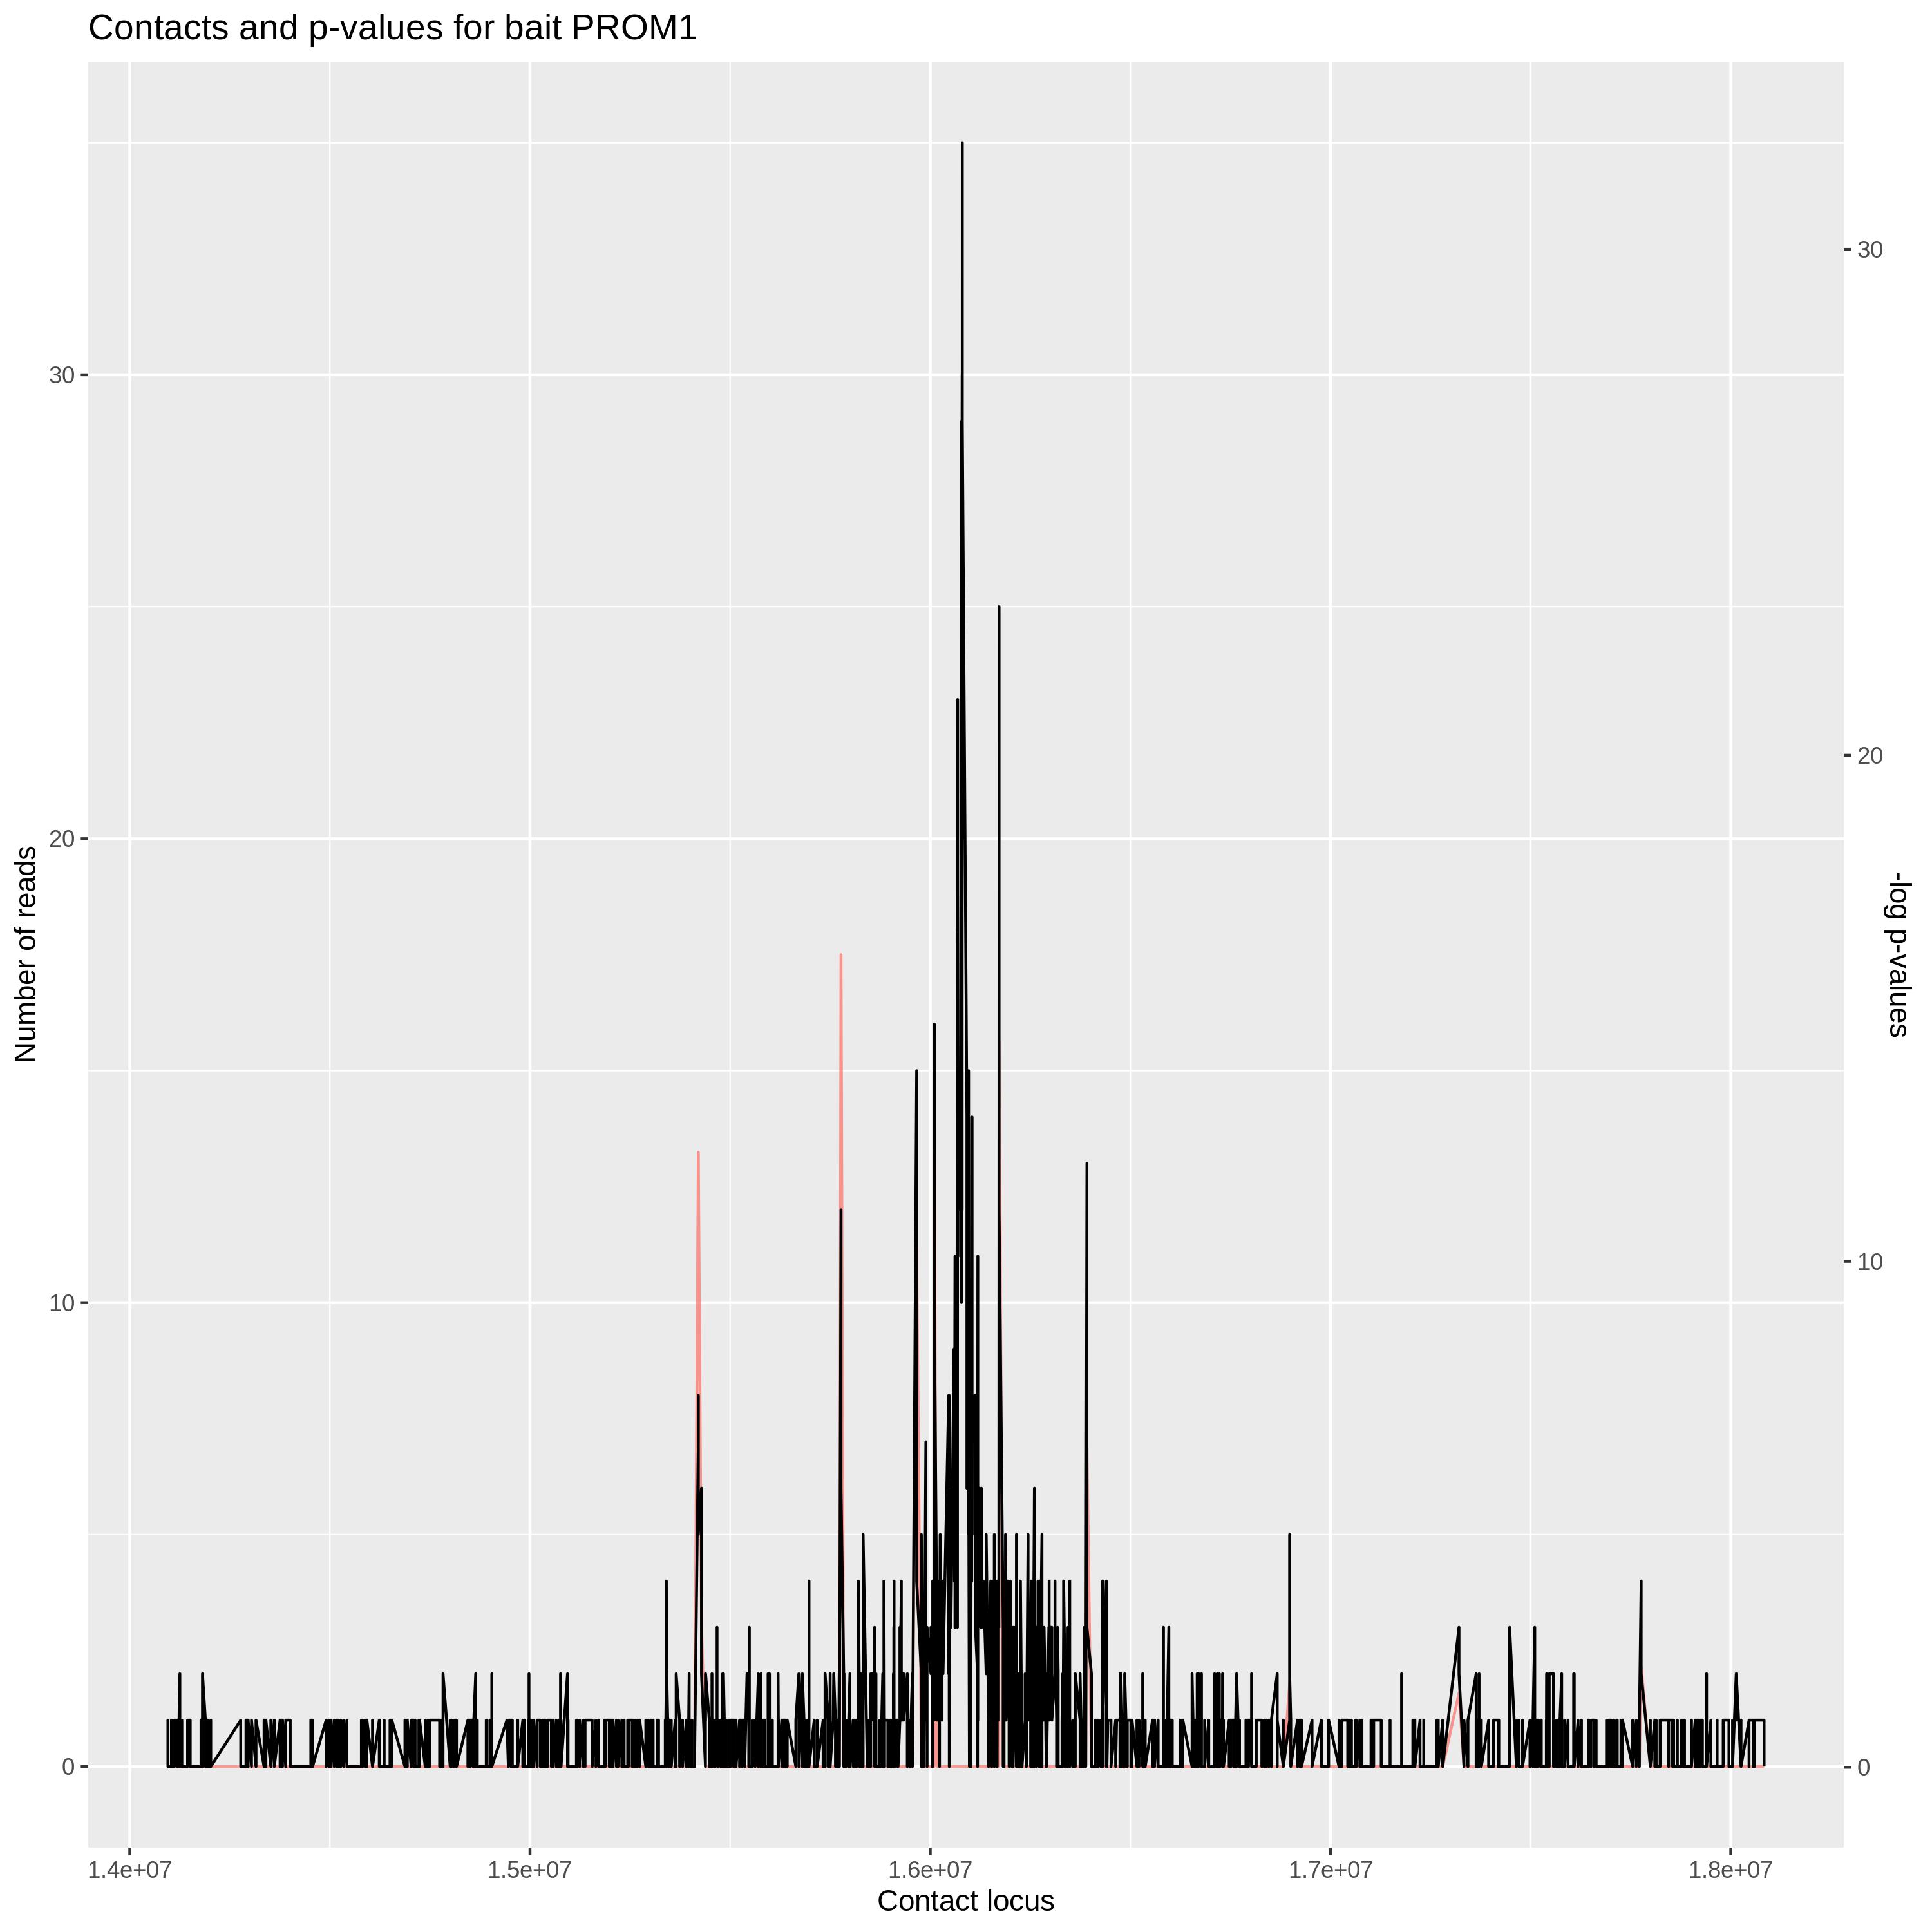 Contacts and p-values for bait PROM1
30
20
10
0
Number of reads
30
20
10
0
-log p-values
1.4e+07 1.5e+07 1.6e+07 1.7e+07 1.8e+07
Contact locus